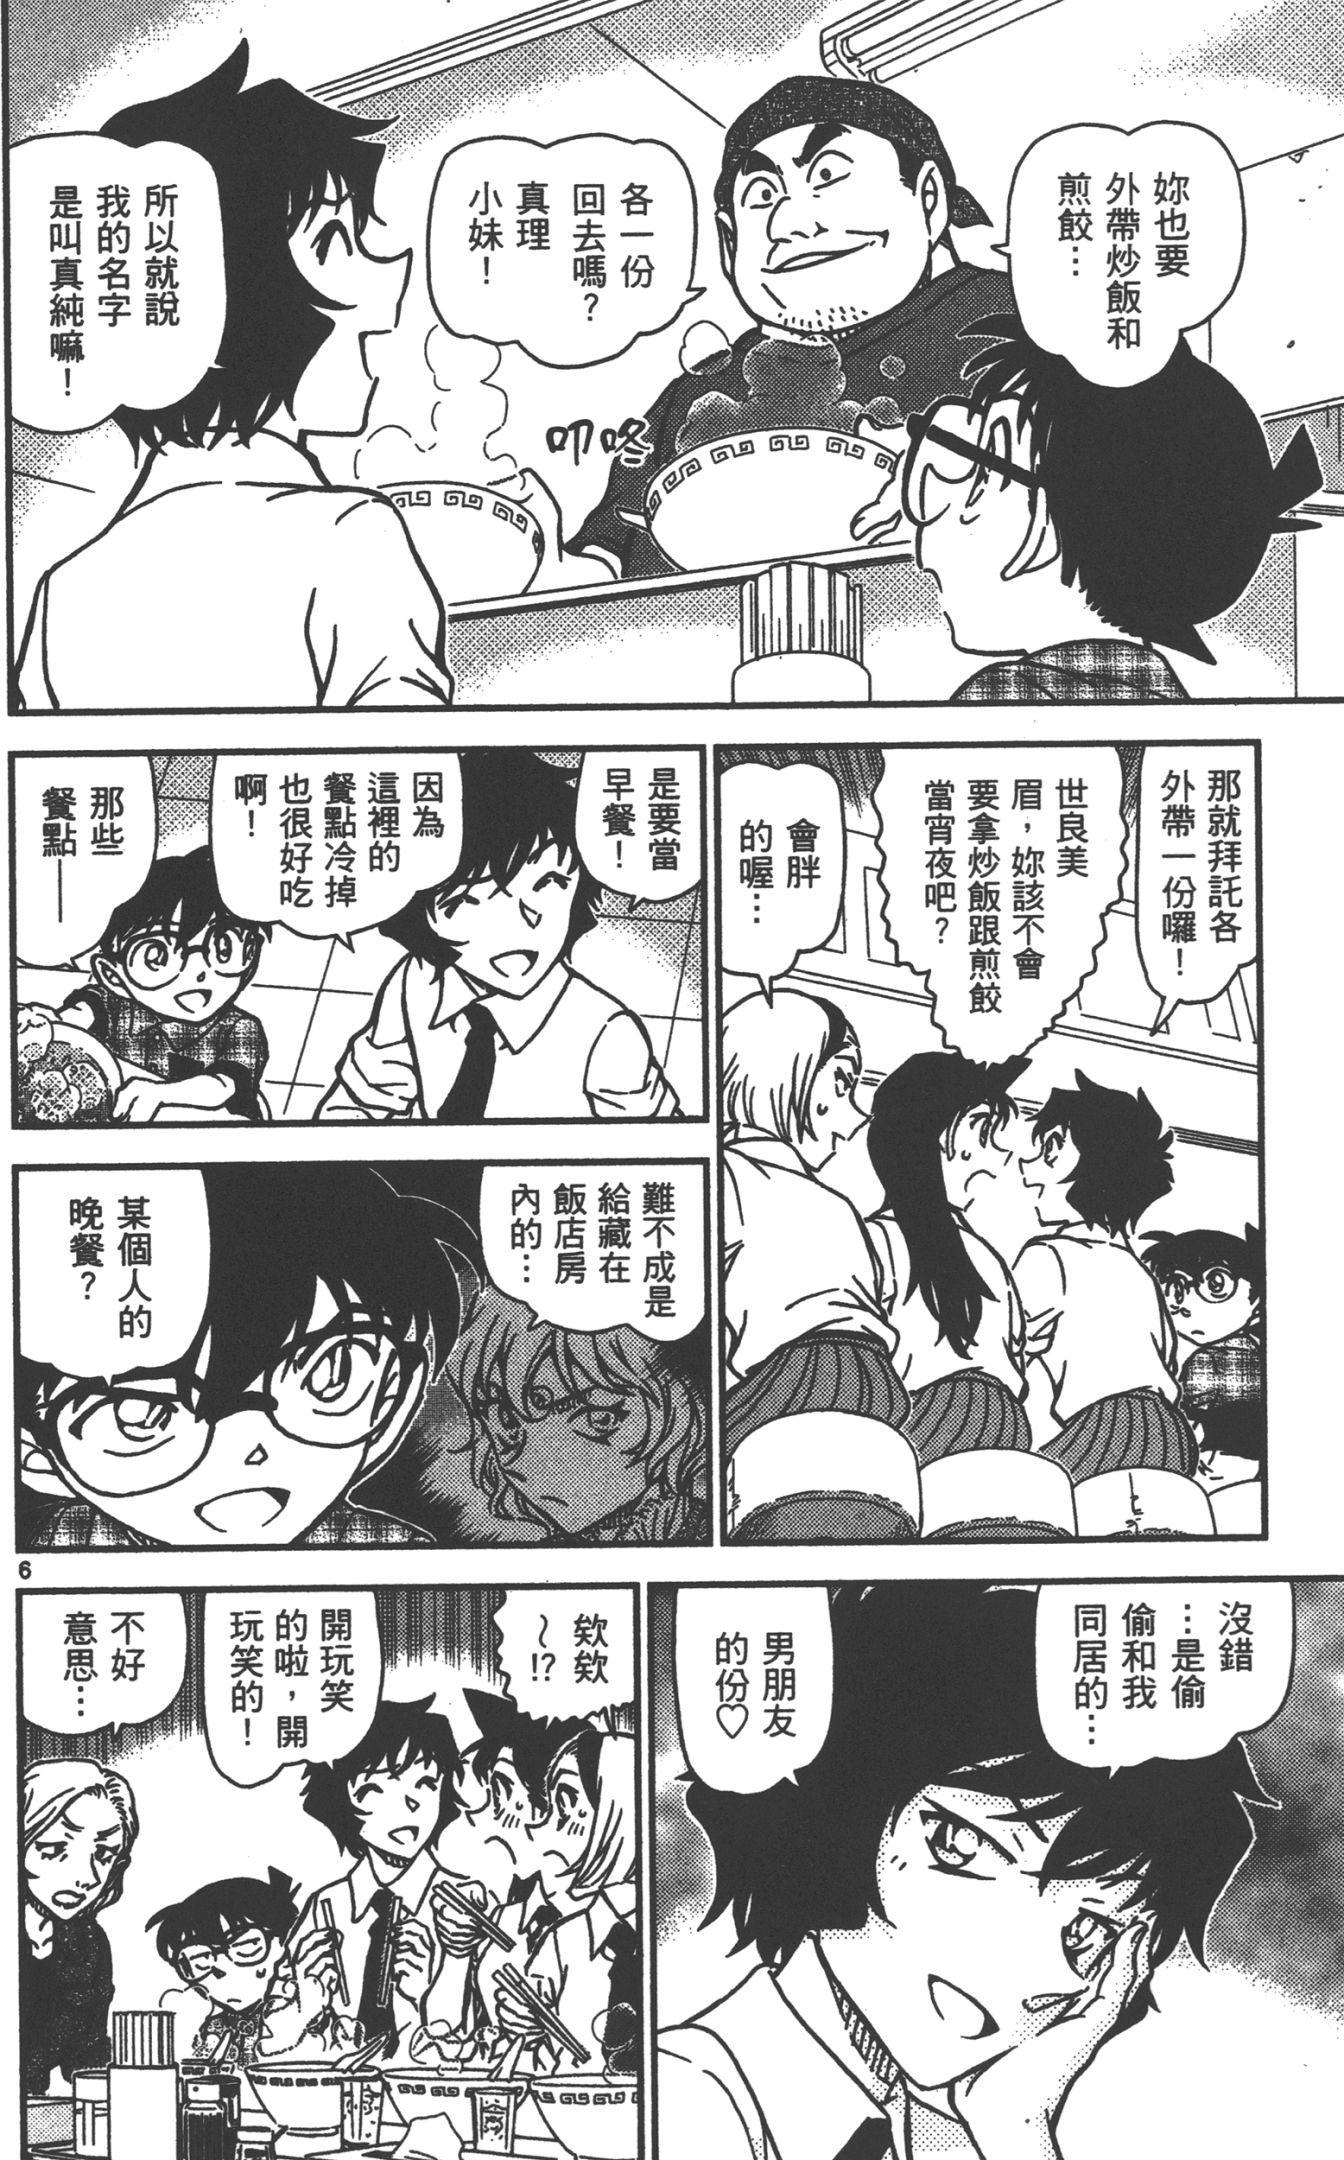 妳也要
外帶炒飯和
煎餃…
各一份
回去嗎？
真理
小妹！
叩咚
所以就說
我的名字
是叫真純嘛！
那就拜託各
外帶一份囉！
世良美
眉，妳該不會
要拿炒飯跟煎餃
當宵夜吧？
會胖
的喔…
是要當
早餐！
因為
這裡的
餐點冷掉
也很好吃
啊！
那些
餐點——
難不成是
給藏在
飯店房
內的…
某個人的
晚餐？
6
沒錯
…是偷
偷和我
同居的…
男朋友
的份♡
欸欸
～!?
開玩笑
的啦，開
玩笑的！
不好
意思…